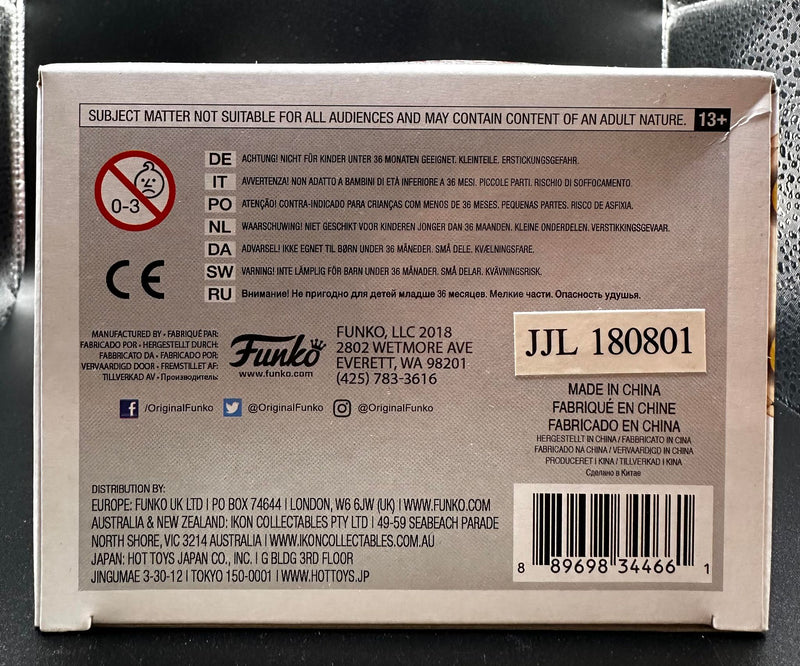 SUBJECT MATTER NOT SUITABLE FOR ALL AUDIENCES AND MAY CONTAIN CONTENT OF AN ADULT NATURE. 13+
0-3
DE ACHTUNG! NICHT FÜR KINDER UNTER 36 MONATEN GEEIGNET. KLEINTEILE. ERSTICKUNGSGEFAHR.
IT AVVERTENZA! NON ADATTO A BAMBINI DI ETÀ INFERIORE A 36 MESI. PICCOLE PARTI. RISCHIO DI SOFFOCAMENTO.
PO ATENÇÃO! CONTRA-INDICADO PARA CRIANÇAS COM MENOS DE 36 MESES. PEQUENAS PARTES. RISCO DE ASFIXIA.
NL WAARSCHUWING! NIET GESCHIKT VOOR KINDEREN JONGER DAN 36 MAANDEN. KLEINE ONDERDELEN. VERSTIKKINGSGEVAAR.
DA ADVARSEL! IKKE EGNET TIL BØRN UNDER 36 MÅNEDER. SMÅ DELE. KVÆLNINGSFARE.
SW VARNING! INTE LÄMPLIG FÖR BARN UNDER 36 MÅNADER. SMÅ DELAR. KVÄVNINGSRISK.
RU Внимание! Не пригодно для детей младше 36 месяцев. Мелкие части. Опасность удушья.
CE
MANUFACTURED BY • FABRIQUÉ PAR:
FABRICADO POR • HERGESTELLT DURCH:
FABBRICATO DA • FABRICADO POR:
VERVAARDIGD DOOR • FREMSTILLET AF:
TILLVERKAD AV • Производитель:
Funko
www.funko.com
FUNKO, LLC 2018
2802 WETMORE AVE
EVERETT, WA 98201
(425) 783-3616
JJL 180801
/OriginalFunko @OriginalFunko @OriginalFunko
MADE IN CHINA
FABRIQUÉ EN CHINE
FABRICADO EN CHINA
HERGESTELLT IN CHINA / FABBRICATO IN CINA
FABRICADO NA CHINA / VERVAARDIGD IN CHINA
PRODUCERET I KINA / TILLVERKAD I KINA
Сделано в Китае
DISTRIBUTION BY:
EUROPE: FUNKO UK LTD | PO BOX 74644 | LONDON, W6 6JW (UK) | WWW.FUNKO.COM
AUSTRALIA & NEW ZEALAND: IKON COLLECTABLES PTY LTD | 49-59 SEABEACH PARADE
NORTH SHORE, VIC 3214 AUSTRALIA | WWW.IKONCOLLECTABLES.COM.AU
JAPAN: HOT TOYS JAPAN CO., INC. | G BLDG 3RD FLOOR
JINGUMAE 3-30-12 | TOKYO 150-0001 | WWW.HOTTOYS.JP
8 89698 34466 1